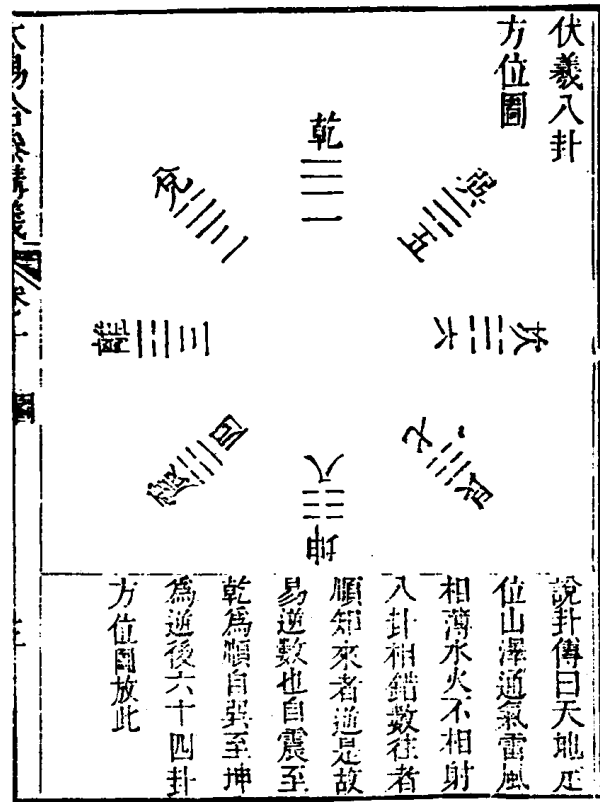 伏羲八卦
方位圖
乾一
兌二
離三
震四
巽五
坎六
艮七
坤八
說卦傳曰天地定
位山澤通氣雷風
相薄水火不相射
八卦相錯數往者
順知來者逆是故
易逆數也自震至
乾爲順自巽至坤
爲逆後六十四卦
方位圖放此